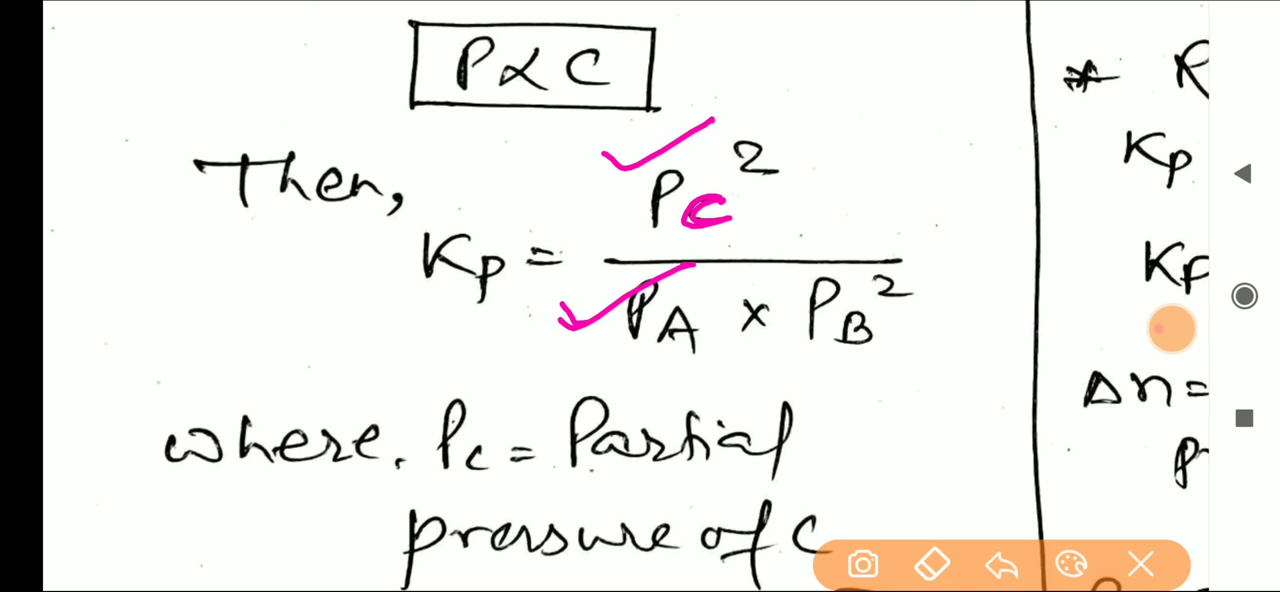 P∝C
Then,
Kp = PC²
PA × PB²
where, Pc = Partial
pressure of C
* R
Kp
Kp
Δn=